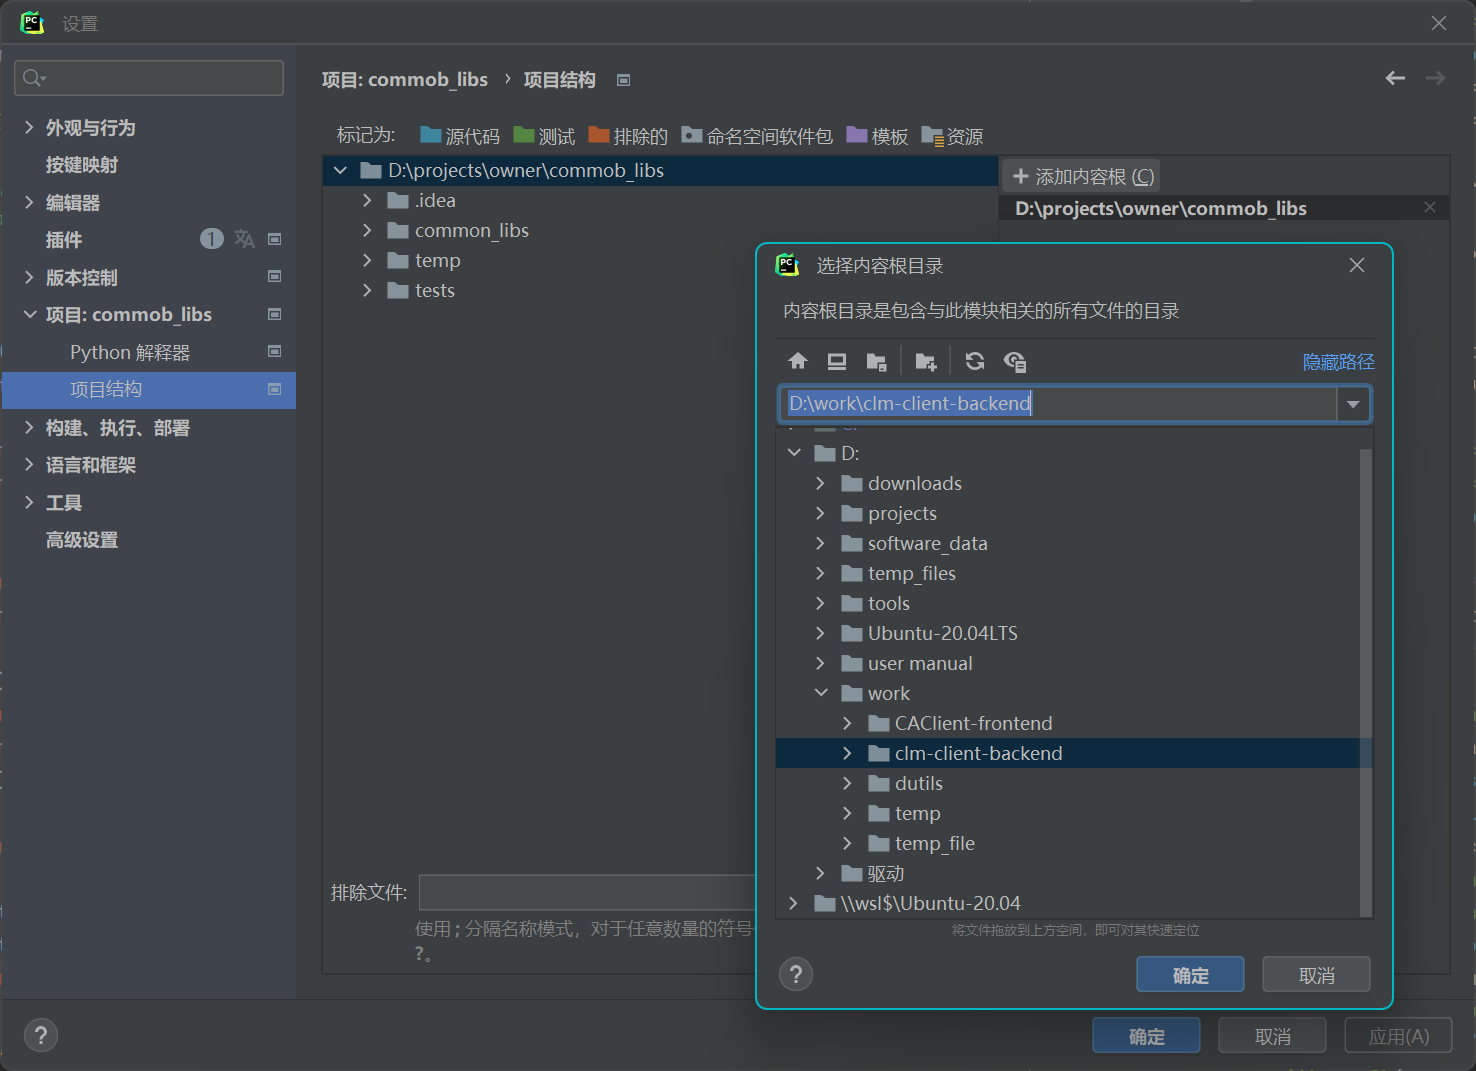 设置
项目: commob_libs › 项目结构
外观与行为
按键映射
编辑器
插件 1
版本控制
项目: commob_libs
Python 解释器
项目结构
构建、执行、部署
语言和框架
工具
高级设置
标记为: 源代码 测试 排除的 命名空间软件包 模板 资源
D:\projects\owner\commob_libs
.idea
common_libs
temp
tests
添加内容根 (C)
D:\projects\owner\commob_libs
排除文件:
使用 ; 分隔名称模式，对于任意数量的符号
?。
PC
选择内容根目录
内容根目录是包含与此模块相关的所有文件的目录
隐藏路径
D:\work\clm-client-backend
D:
downloads
projects
software_data
temp_files
tools
Ubuntu-20.04LTS
user manual
work
CAClient-frontend
clm-client-backend
dutils
temp
temp_file
驱动
\\wsl$\Ubuntu-20.04
将文件拖放到上方空间，即可对其快速定位
? 确定 取消
? 确定 取消 应用(A)